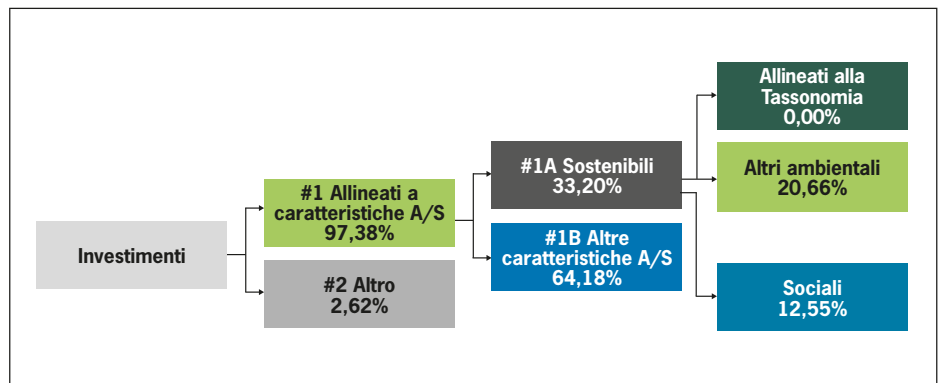 Investimenti
#1 Allineati a
caratteristiche A/S
97,38%
#2 Altro
2,62%
#1A Sostenibili
33,20%
#1B Altre
caratteristiche A/S
64,18%
Allineati alla
Tassonomia
0,00%
Altri ambientali
20,66%
Sociali
12,55%